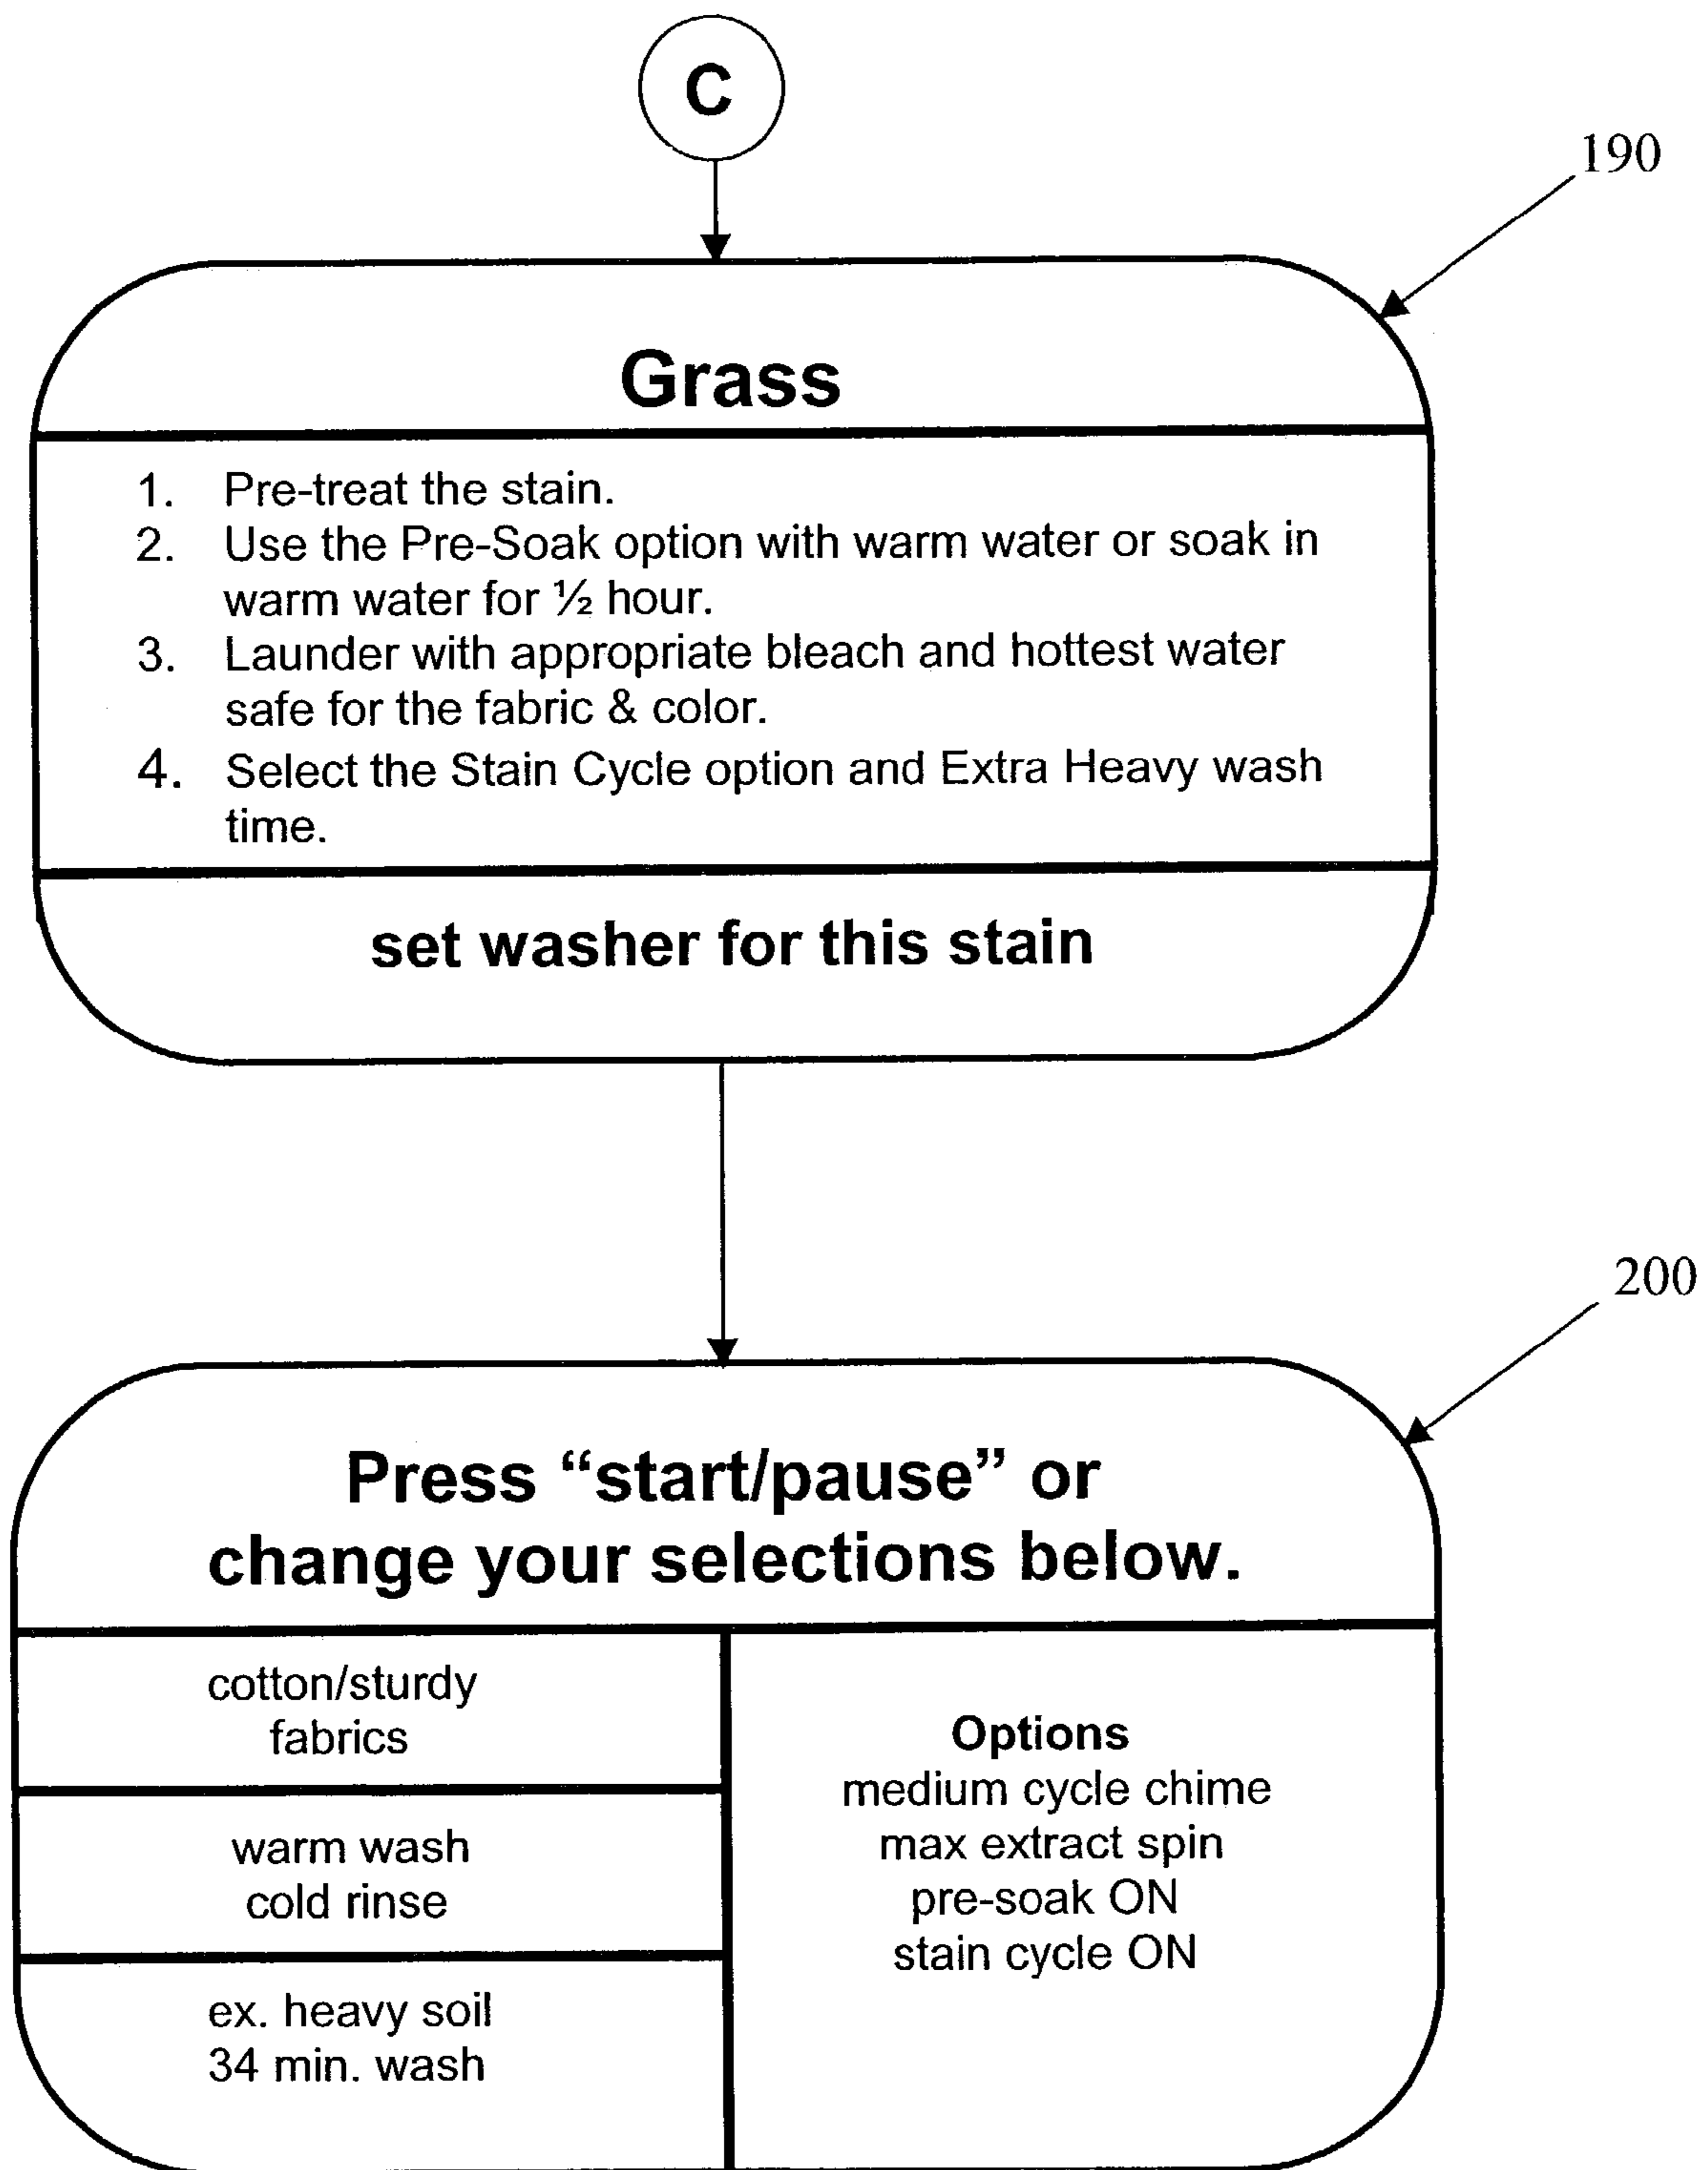 C
190
Grass
1. Pre-treat the stain.
2. Use the Pre-Soak option with warm water or soak in
warm water for ½ hour.
3. Launder with appropriate bleach and hottest water
safe for the fabric & color.
4. Select the Stain Cycle option and Extra Heavy wash
time.
set washer for this stain
200
Press “start/pause” or
change your selections below.
cotton/sturdy
fabrics
warm wash
cold rinse
ex. heavy soil
34 min. wash
Options
medium cycle chime
max extract spin
pre-soak ON
stain cycle ON